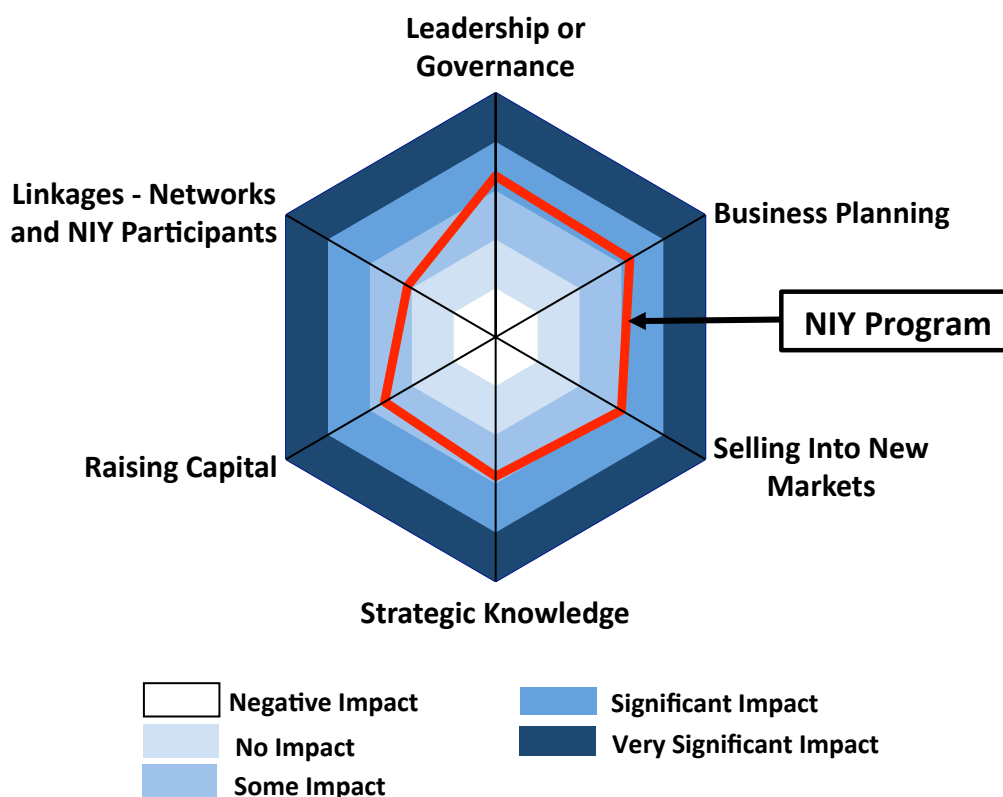 Leadership or
Governance
Linkages - Networks
and NIY Participants
Business Planning
NIY Program
Raising Capital
Selling Into New
Markets
Strategic Knowledge
Negative Impact
No Impact
Some Impact
Significant Impact
Very Significant Impact